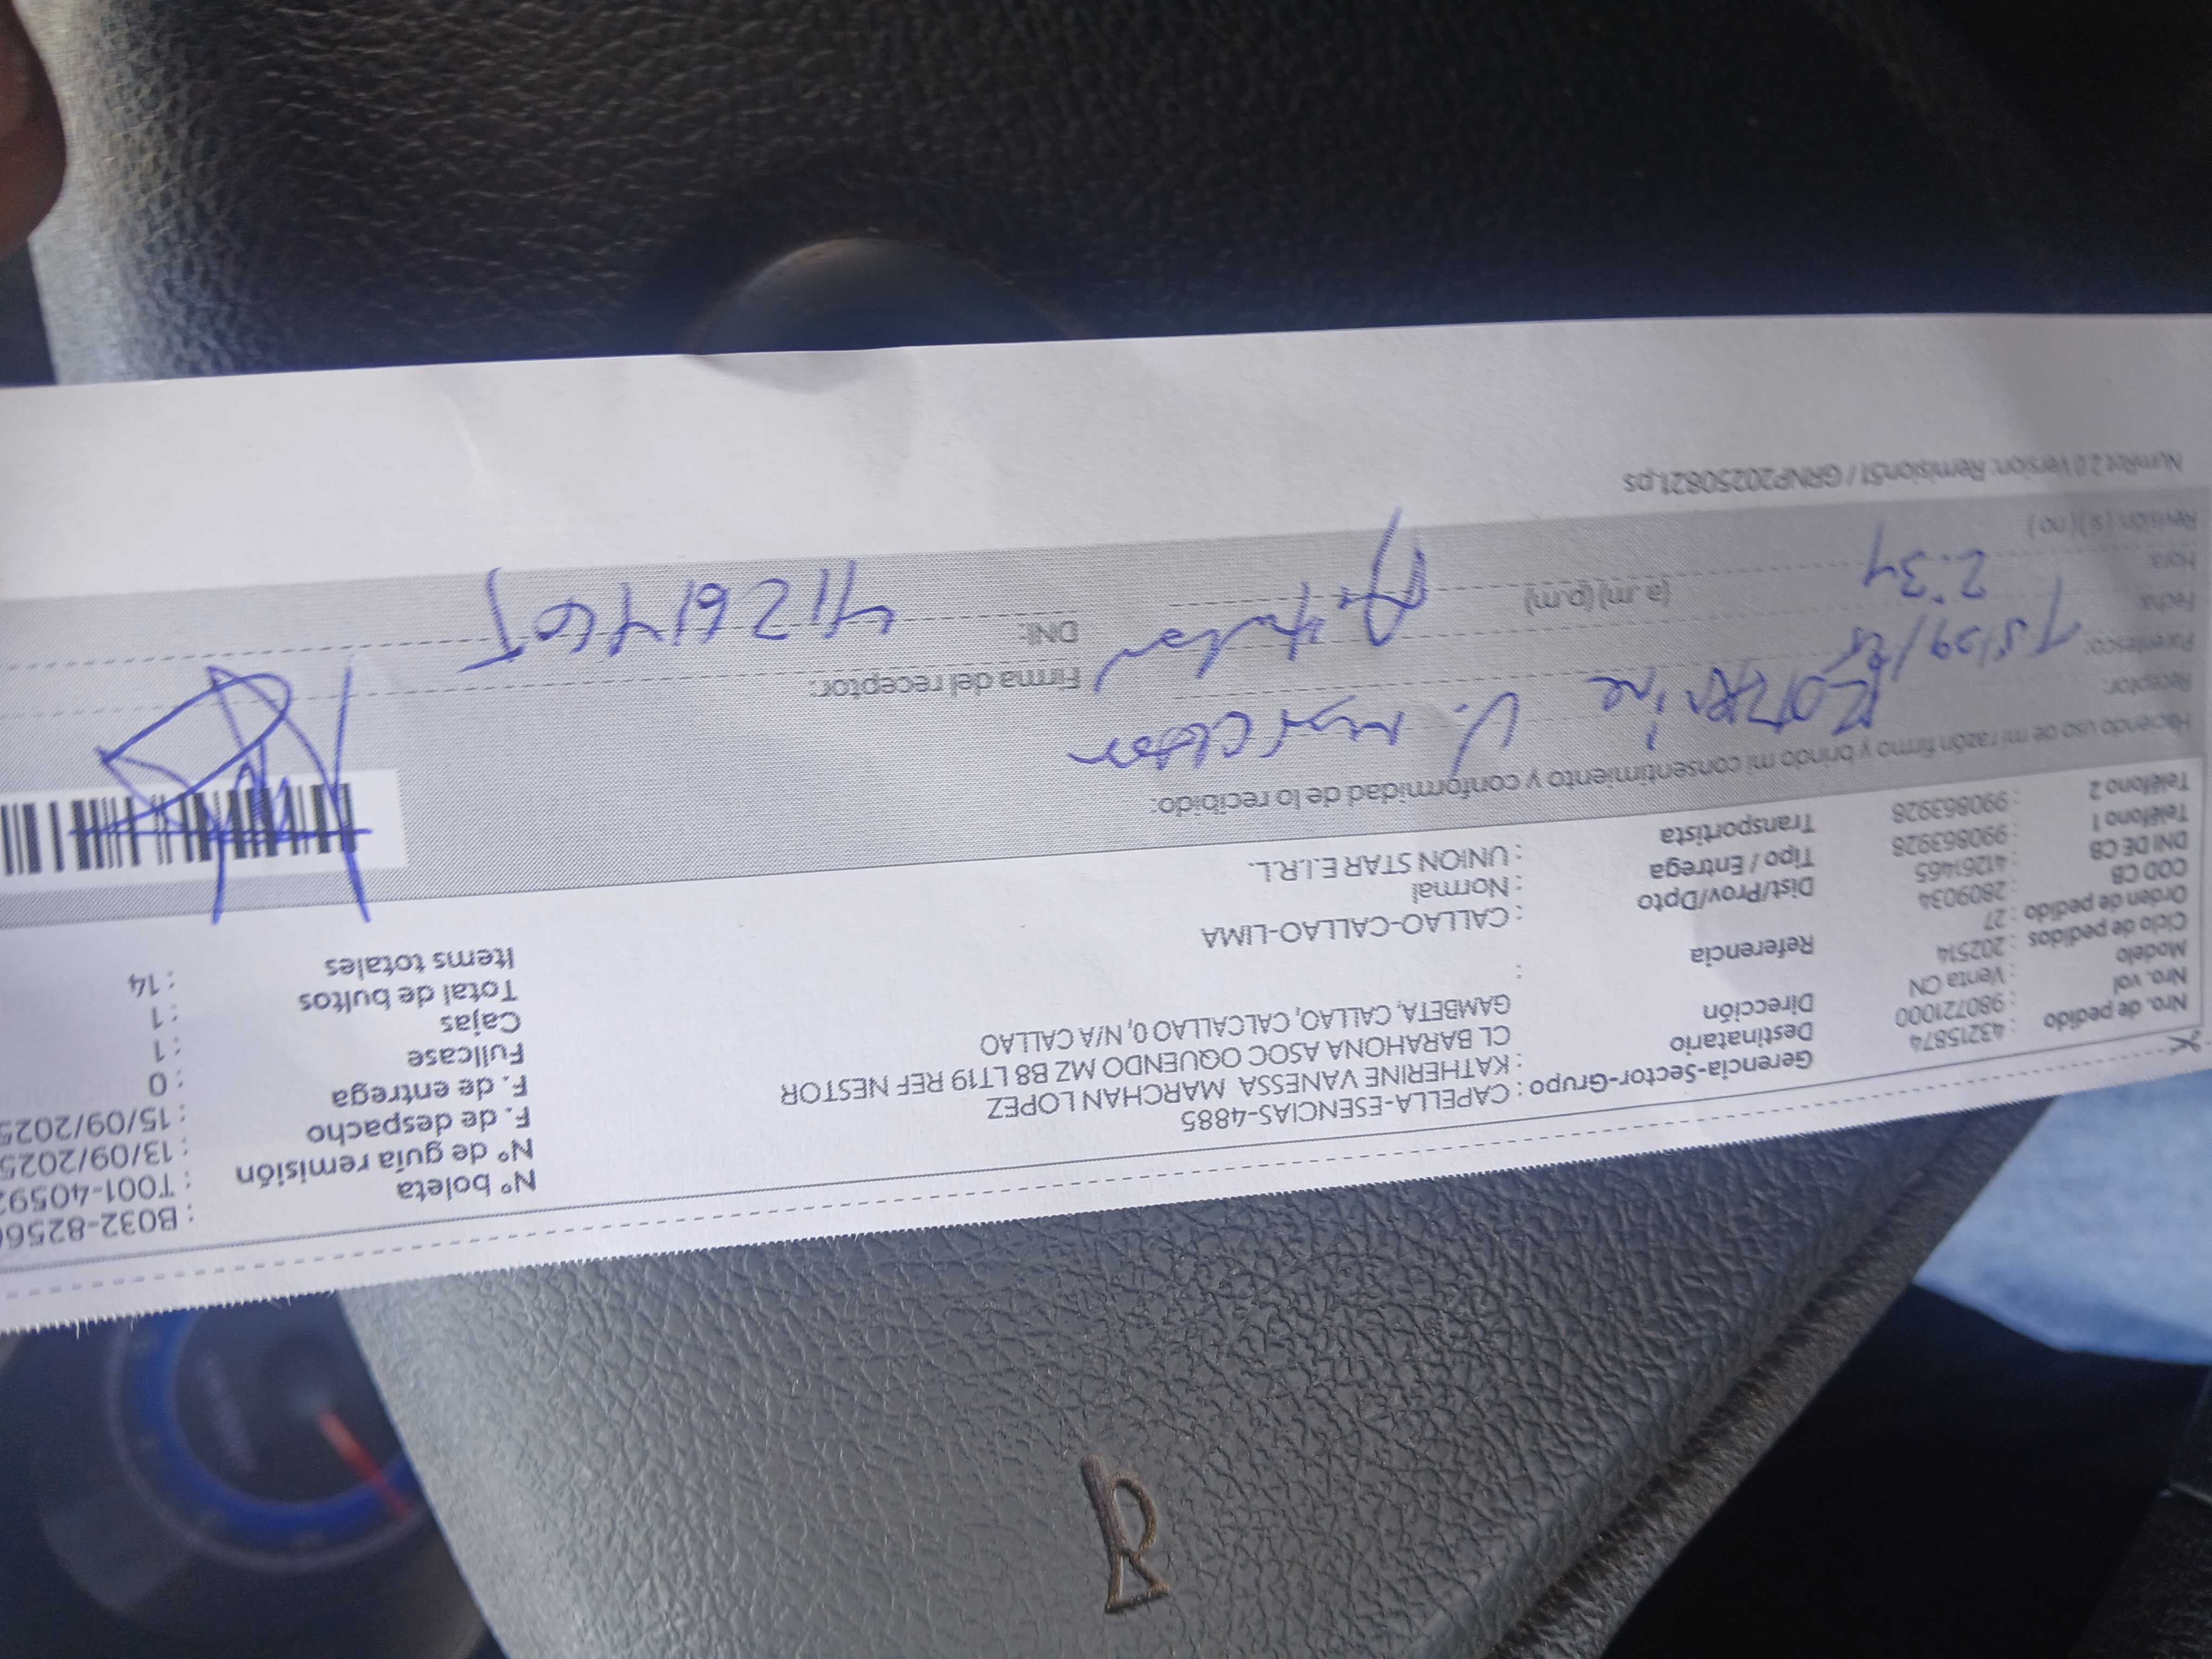 Nro. de pedido : 43215874
Nro. vol : 980721000
Modelo : Venta CN
Ciclo de pedidos : 202514
Orden de pedido : 27
COD CB : 2809034
DNI DE CB : 41261465
Teléfono 1 : 990863928
Teléfono 2 : 990863928
Gerencia-Sector-Grupo : CAPELLA-ESENCIAS-4885
Destinatario : KATHERINE VANESSA MARCHAN LOPEZ
Dirección CL BARAHONA ASOC OQUENDO MZ B8 LT19 REF NESTOR
GAMBETA, CALLAO, CALCALLAO 0, N/A CALLAO
Referencia :
Dist/Prov/Dpto : CALLAO-CALLAO-LIMA
Tipo / Entrega : Normal
Transportista : UNION STAR E.I.R.L.
N° boleta : B032-8256
N° de guía remisión : T001-4059
F. de despacho : 13/09/2025
F. de entrega : 15/09/2025
Fullcase : 0
Cajas : 1
Total de bultos : 1
Items totales : 14
Haciendo uso de mi razón firmo y brindo mi consentimiento y conformidad de lo recibido:
Receptor:
Parentesco:
Firma del receptor:
Fecha: 15/09/25
Hora: 2:34 (a.m) (p.m)
DNI: 41261465
Revisión ( si ) ( no )
NumRot 2.0 Version: Remision51 / GRNP20250821.ps